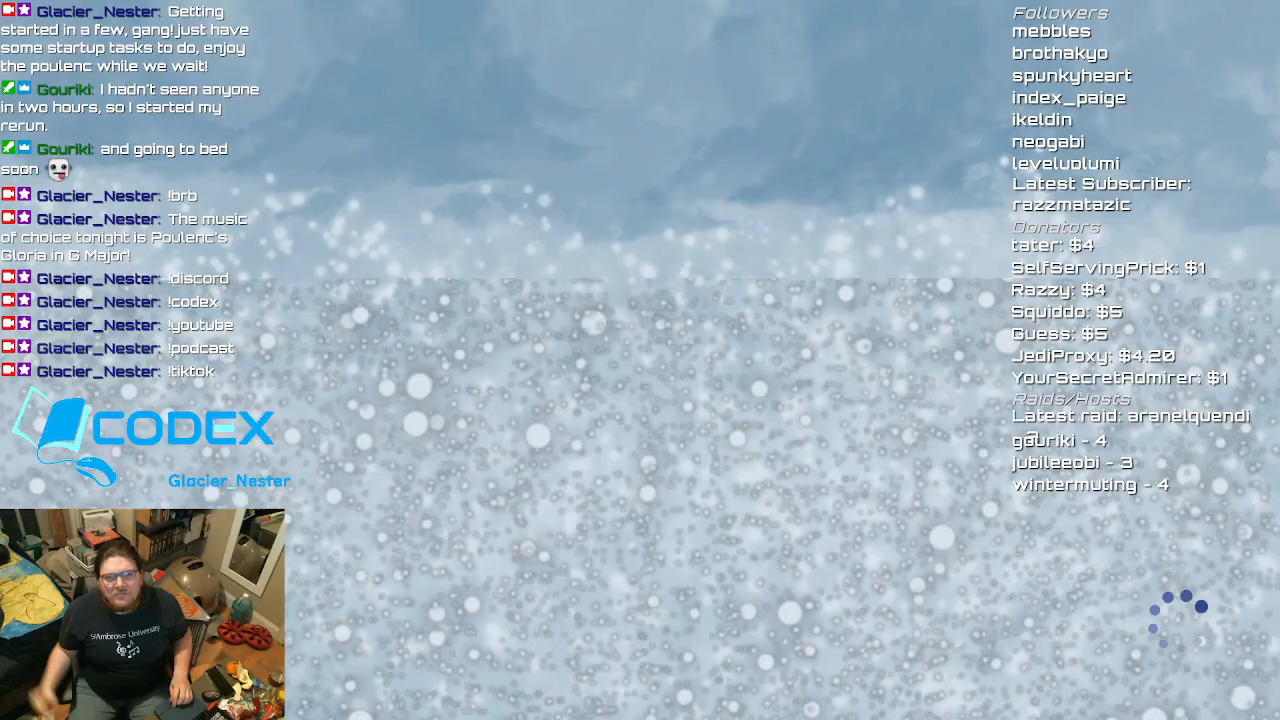 Glacier_Nester: Getting
started in a few, gang! just have
some startup tasks to do, enjoy
the poulenc while we wait!
Gouriki: I hadn't seen anyone
in two hours, so I started my
rerun.
Gouriki: and going to bed
soon
Glacier_Nester: !brb
Glacier_Nester: The music
of choice tonight is Poulenc's
Gloria in G Major!
Glacier_Nester: !discord
Glacier_Nester: !codex
Glacier_Nester: !youtube
Glacier_Nester: !podcast
Glacier_Nester: !tiktok
CODEX
Glacier_Nester
St.Ambrose University
Followers
mebbles
brothakyo
spunkyheart
index_paige
ikeldin
neogabi
leveluplumi
Latest Subscriber:
razzmatazic
Donators
tater: $4
SelfServingPrick: $1
Razzy: $4
Squiddo: $5
Guess: $5
JediProxy: $4.20
YourSecretAdmirer: $1
Raids/Hosts
Latest raid: aranelquendi
gouriki - 4
jubileeobi - 3
wintermuting - 4